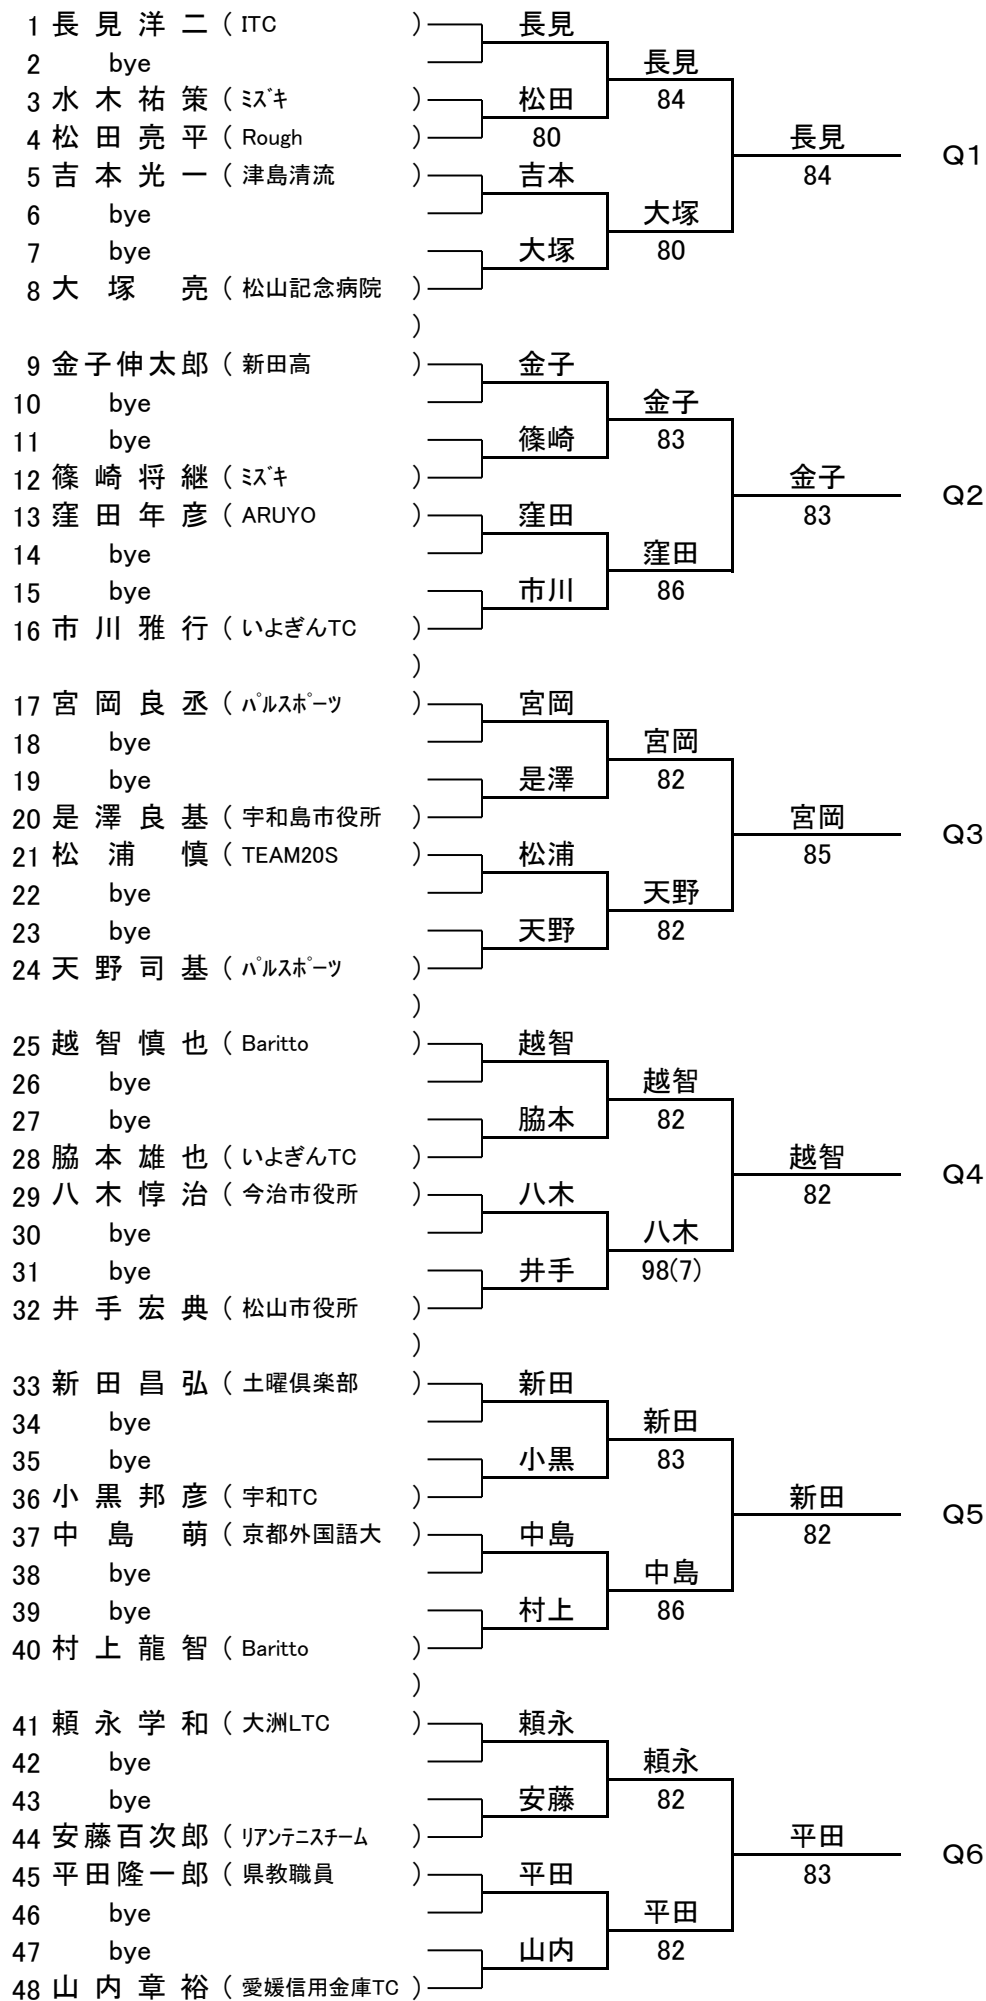 1 長見洋二 ( ITC ) 長見
2 bye 長見
3 水木祐策 ( ﾐｽﾞｷ ) 松田 84
4 松田亮平 ( Rough ) 80 長見 Q1
5 吉本光一 ( 津島清流 ) 吉本 84
6 bye 大塚
7 bye 大塚 80
8 大塚 亮 ( 松山記念病院 )
)
9 金子伸太郎 ( 新田高 ) 金子
10 bye 金子
11 bye 篠崎 83
12 篠崎将継 ( ﾐｽﾞｷ ) 金子 Q2
13 窪田年彦 ( ARUYO ) 窪田 83
14 bye 窪田
15 bye 市川 86
16 市川雅行 ( いよぎんTC )
)
17 宮岡良丞 ( ﾊﾟﾙｽﾎﾟｰﾂ ) 宮岡
18 bye 宮岡
19 bye 是澤 82
20 是澤良基 ( 宇和島市役所 ) 宮岡 Q3
21 松浦 慎 ( TEAM20S ) 松浦 85
22 bye 天野
23 bye 天野 82
24 天野司基 ( ﾊﾟﾙｽﾎﾟｰﾂ )
)
25 越智慎也 ( Baritto ) 越智
26 bye 越智
27 bye 脇本 82
28 脇本雄也 ( いよぎんTC ) 越智 Q4
29 八木惇治 ( 今治市役所 ) 八木 82
30 bye 八木
31 bye 井手 98(7)
32 井手宏典 ( 松山市役所 )
)
33 新田昌弘 ( 土曜倶楽部 ) 新田
34 bye 新田
35 bye 小黒 83
36 小黒邦彦 ( 宇和TC ) 新田 Q5
37 中島 萌 ( 京都外国語大 ) 中島 82
38 bye 中島
39 bye 村上 86
40 村上龍智 ( Baritto )
)
41 頼永学和 ( 大洲LTC ) 頼永
42 bye 頼永
43 bye 安藤 82
44 安藤百次郎 ( ﾘｱﾝﾃﾆｽﾁｰﾑ ) 平田 Q6
45 平田隆一郎 ( 県教職員 ) 平田 83
46 bye 平田
47 bye 山内 82
48 山内章裕 ( 愛媛信用金庫TC )